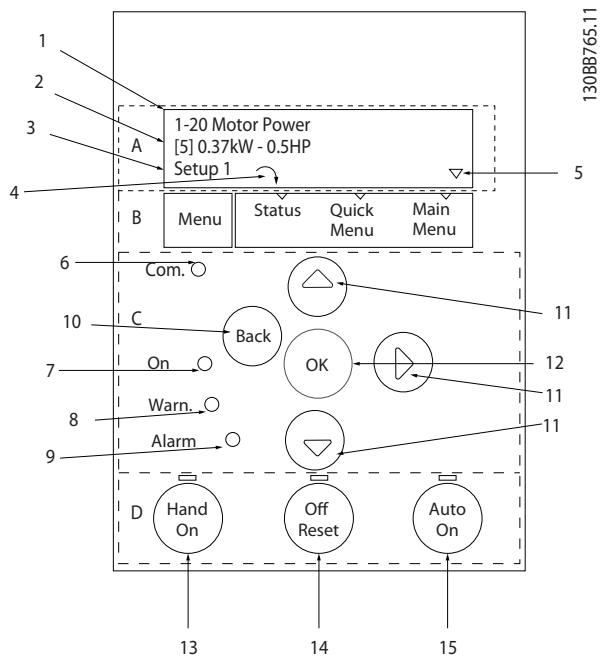 130BB765.11
1
2
3
4
A
1-20 Motor Power
[5] 0.37kW - 0.5HP
Setup 1
5
B
Menu
Status
Quick
Menu
Main
Menu
6
Com.
11
10
C
Back
OK
12
7
On
11
8
Warn.
11
9
Alarm
D
Hand
On
Off
Reset
Auto
On
13
14
15